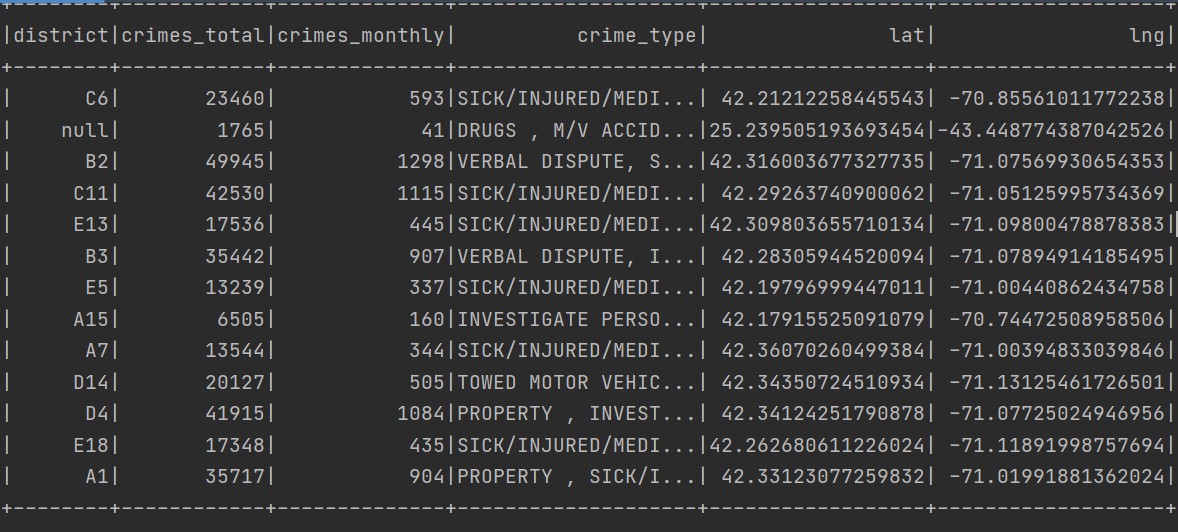 +--------+------------+--------------+--------------------+------------------+-------------------+
|district|crimes_total|crimes_monthly|          crime_type|               lat|                lng|
+--------+------------+--------------+--------------------+------------------+-------------------+
|      C6|       23460|           593|SICK/INJURED/MEDI...| 42.21212258445543| -70.85561011772238|
|    null|        1765|            41|DRUGS , M/V ACCID...|25.239505193693454|-43.448774387042526|
|      B2|       49945|          1298|VERBAL DISPUTE, S...|42.316003677327735| -71.07569930654353|
|     C11|       42530|          1115|SICK/INJURED/MEDI...| 42.29263740900062| -71.05125995734369|
|     E13|       17536|           445|SICK/INJURED/MEDI...|42.309803655710134| -71.09800478878383|
|      B3|       35442|           907|VERBAL DISPUTE, I...| 42.28305944520094| -71.07894914185495|
|      E5|       13239|           337|SICK/INJURED/MEDI...| 42.19796999447011| -71.00440862434758|
|     A15|        6505|           160|INVESTIGATE PERSO...| 42.17915525091079| -70.74472508958506|
|      A7|       13544|           344|SICK/INJURED/MEDI...| 42.36070260499384| -71.00394833039846|
|     D14|       20127|           505|TOWED MOTOR VEHIC...| 42.34350724510934| -71.13125461726501|
|      D4|       41915|          1084|PROPERTY , INVEST...| 42.34124251790878| -71.07725024946956|
|     E18|       17348|           435|SICK/INJURED/MEDI...|42.262680611226024| -71.11891998757694|
|      A1|       35717|           904|PROPERTY , SICK/I...| 42.33123077259832| -71.01991881362024|
+--------+------------+--------------+--------------------+------------------+-------------------+